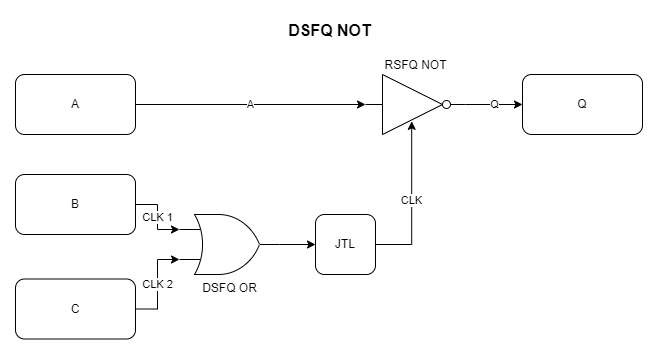 DSFQ NOT
RSFQ NOT
A
A
Q
Q
B
CLK 1
CLK
JTL
CLK 2
DSFQ OR
C